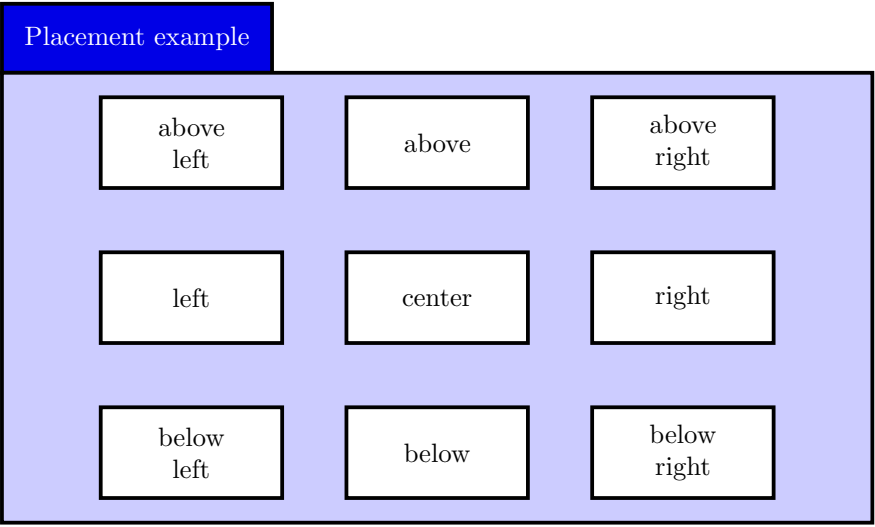 Placement example
above
left
above
above
right
left
center
right
below
left
below
below
right